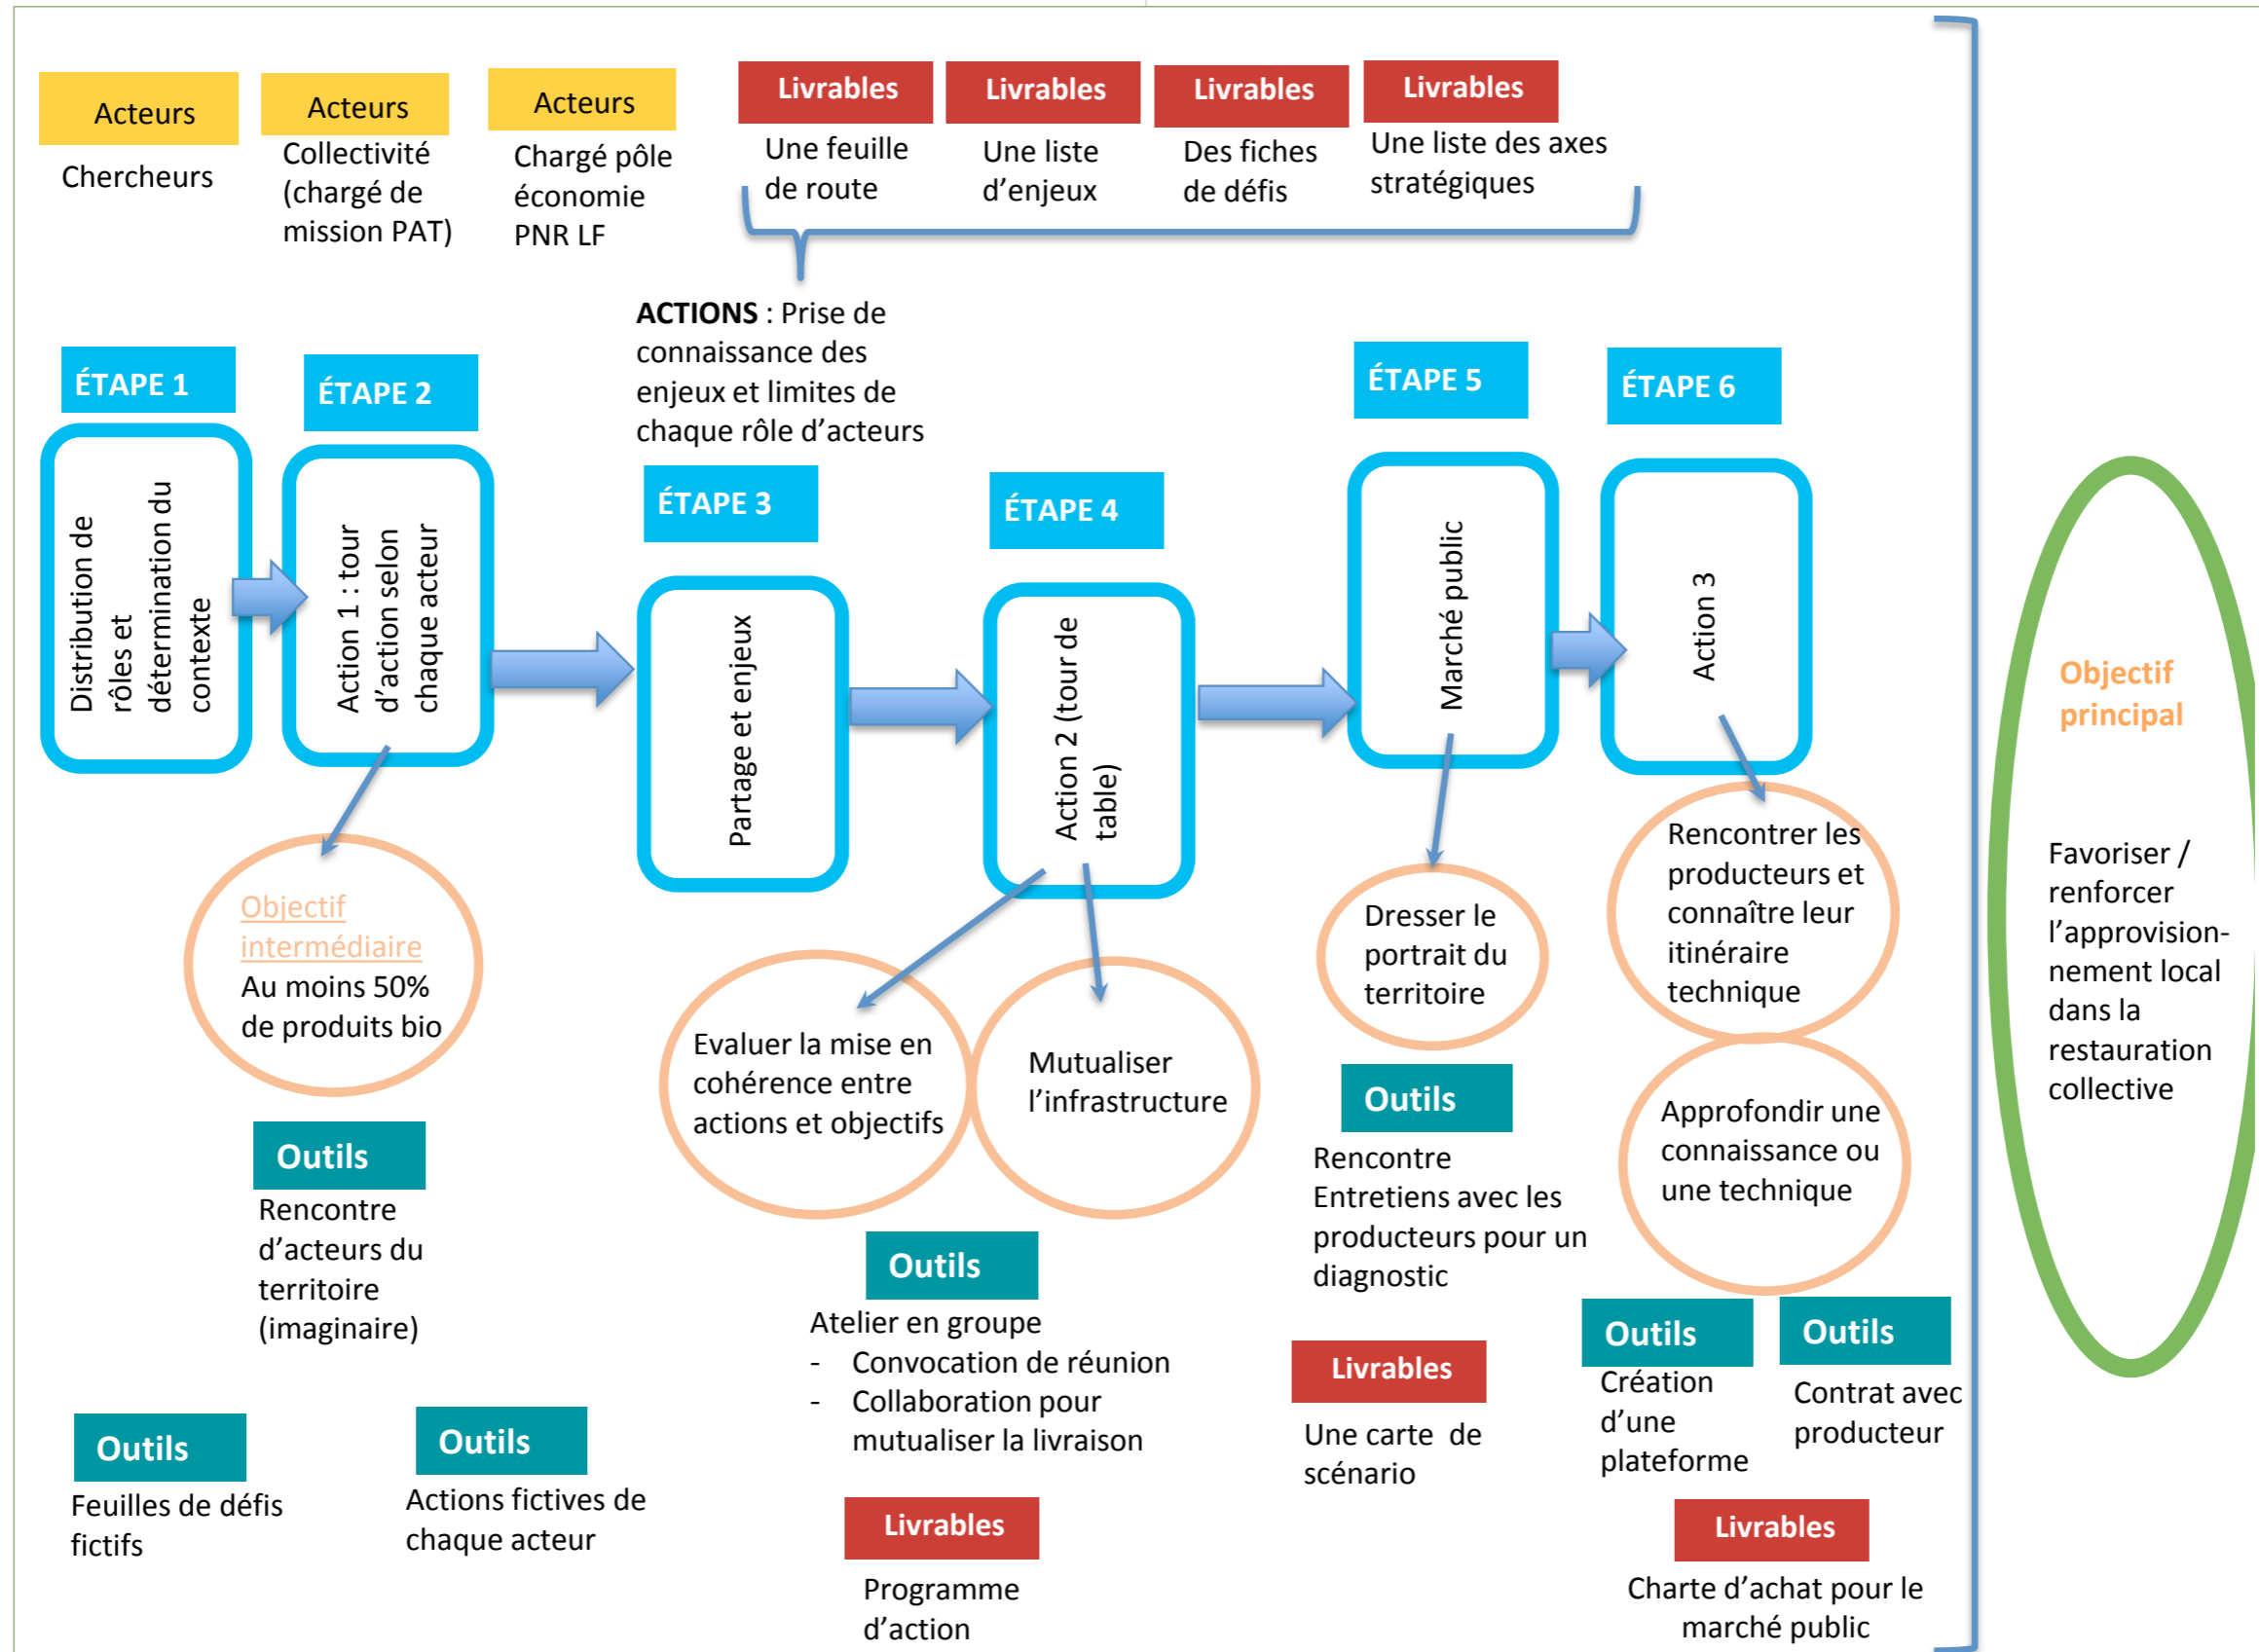 Acteurs
Chercheurs
Acteurs
Collectivité
(chargé de
mission PAT)
Acteurs
Chargé pôle
économie
PNR LF
Livrables
Une feuille
de route
Livrables
Une liste
d’enjeux
Livrables
Des fiches
de défis
Livrables
Une liste des axes
stratégiques
ACTIONS : Prise de
connaissance des
enjeux et limites de
chaque rôle d’acteurs
ÉTAPE 1
Distribution de
rôles et
détermination du
contexte
ÉTAPE 2
Action 1 : tour
d’action selon
chaque acteur
ÉTAPE 3
Partage et enjeux
ÉTAPE 4
Action 2 (tour de
table)
ÉTAPE 5
Marché public
ÉTAPE 6
Action 3
Objectif
intermédiaire
Au moins 50%
de produits bio
Evaluer la mise en
cohérence entre
actions et objectifs
Mutualiser
l’infrastructure
Dresser le
portrait du
territoire
Rencontrer les
producteurs et
connaître leur
itinéraire
technique
Approfondir une
connaissance ou
une technique
Outils
Rencontre
d’acteurs du
territoire
(imaginaire)
Outils
Feuilles de défis
fictifs
Outils
Actions fictives de
chaque acteur
Outils
Atelier en groupe
- Convocation de réunion
- Collaboration pour
mutualiser la livraison
Livrables
Programme
d’action
Outils
Rencontre
Entretiens avec les
producteurs pour un
diagnostic
Livrables
Une carte de
scénario
Outils
Création
d’une
plateforme
Outils
Contrat avec
producteur
Livrables
Charte d’achat pour le
marché public
Objectif
principal
Favoriser /
renforcer
l’approvision-
nement local
dans la
restauration
collective